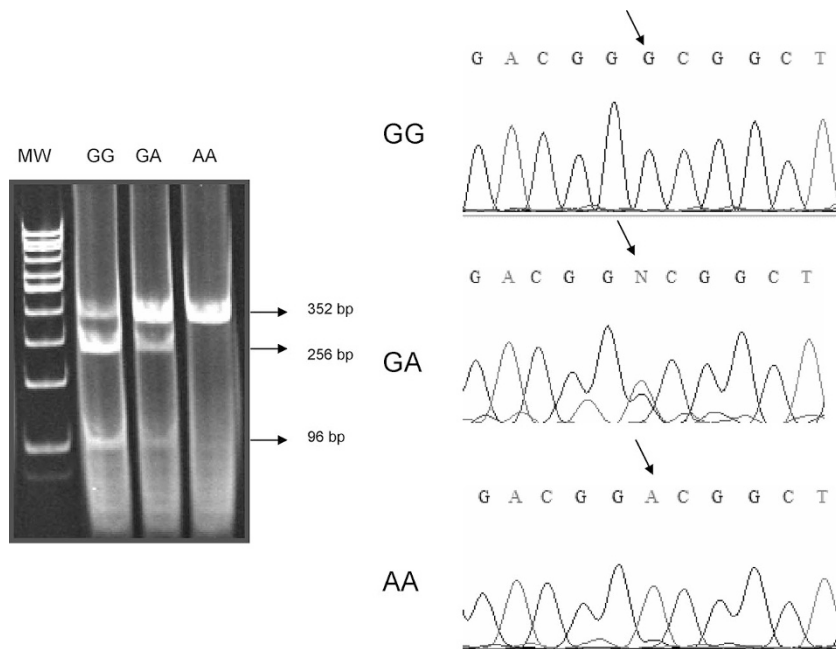 MW GG GA AA
352 bp
256 bp
96 bp
GG
G A C G G G C G G C T
GA
G A C G G N C G G C T
AA
G A C G G A C G G C T